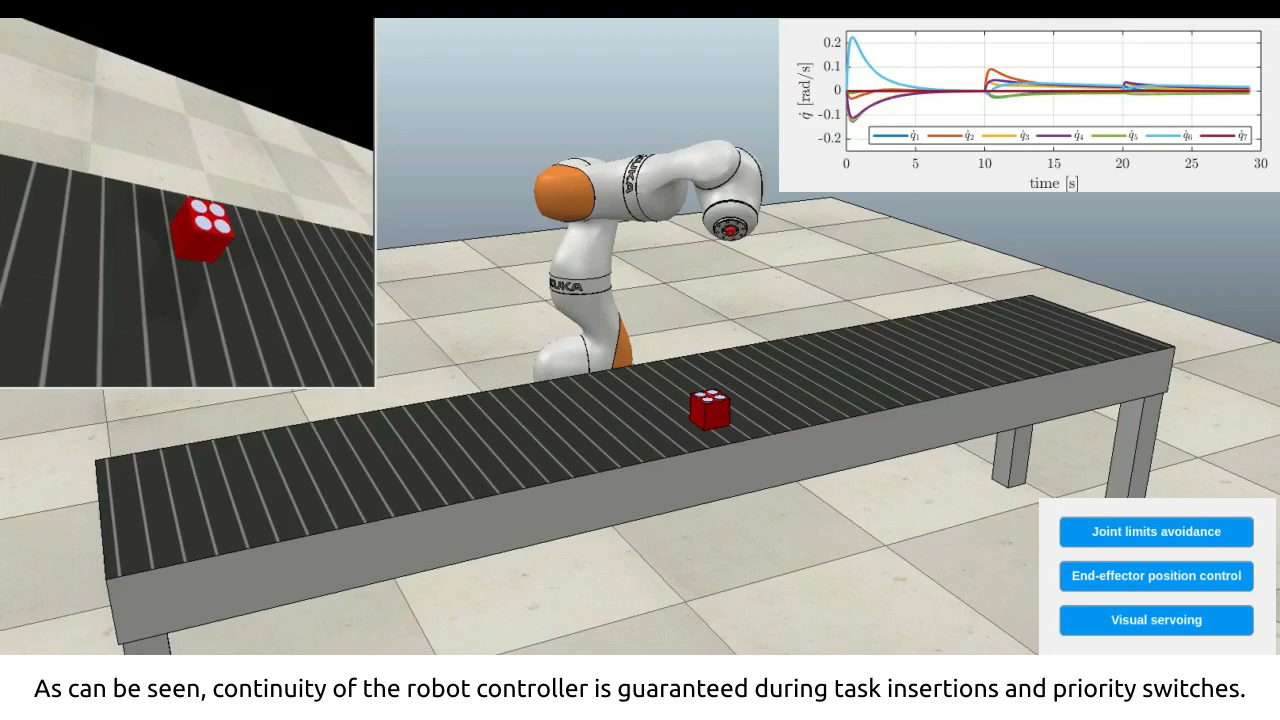 0.2
0.1
0
-0.1
-0.2
q̇ [rad/s]
q̇₁ q̇₂ q̇₃ q̇₄ q̇₅ q̇₆ q̇₇
0 5 10 15 20 25 30
time [s]
KUKA
KUKA
Joint limits avoidance
End-effector position control
Visual servoing
As can be seen, continuity of the robot controller is guaranteed during task insertions and priority switches.